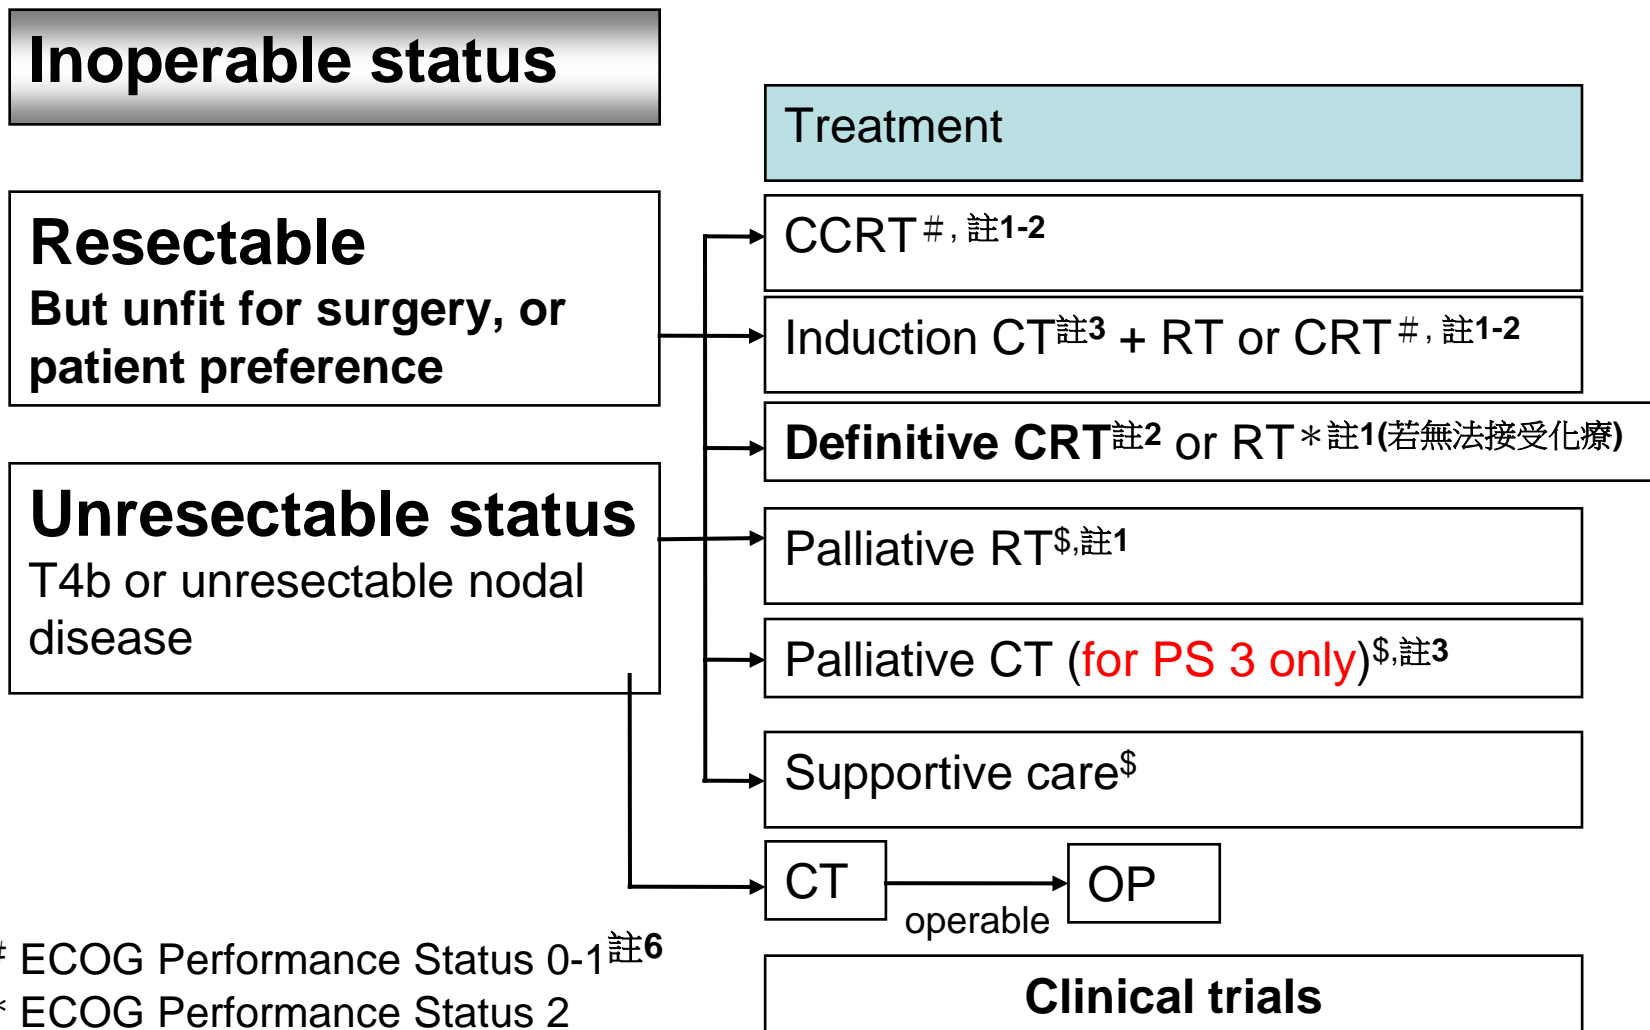 Inoperable status
Treatment
Resectable
But unfit for surgery, or
patient preference
Unresectable status
T4b or unresectable nodal
disease
CCRT#, 註1-2
Induction CT註3 + RT or CRT#, 註1-2
Definitive CRT註2 or RT*註1(若無法接受化療)
Palliative RT$,註1
Palliative CT (for PS 3 only)$,註3
Supportive care$
CT
operable
OP
Clinical trials
# ECOG Performance Status 0-1註6
* ECOG Performance Status 2